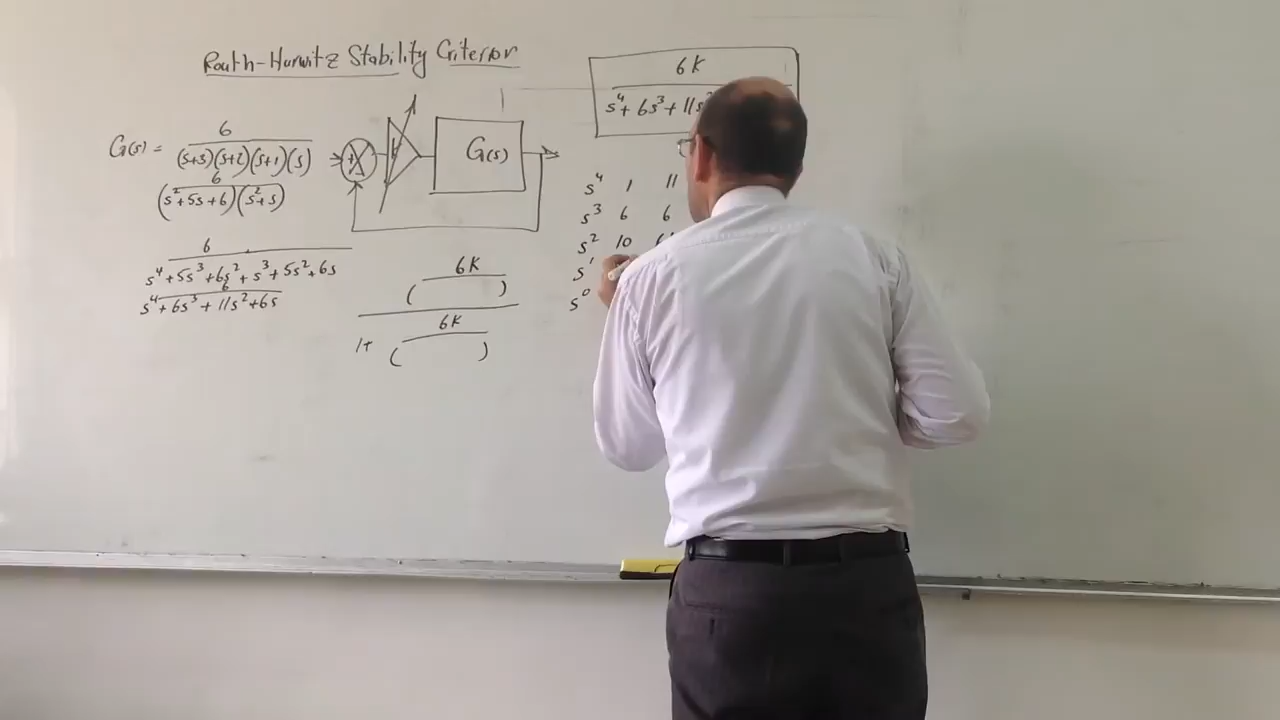 Routh-Hurwitz Stability Criterion
G(s) = 6
(s+3)(s+2)(s+1)(s)
6
(s²+5s+6)(s²+s)
6
s⁴+5s³+6s²+s³+5s²+6s
6
s⁴+6s³+11s²+6s
+
K
G(s)
6K
( )
1+ 6K
( )
6K
s⁴+6s³+11s²
s⁴ 1 11
s³ 6 6
s² 10
s¹
s⁰